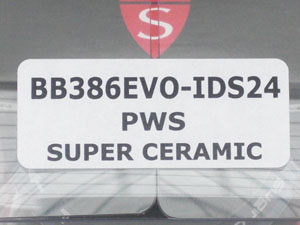 S
BB386EVO-IDS24
PWS
SUPER CERAMIC